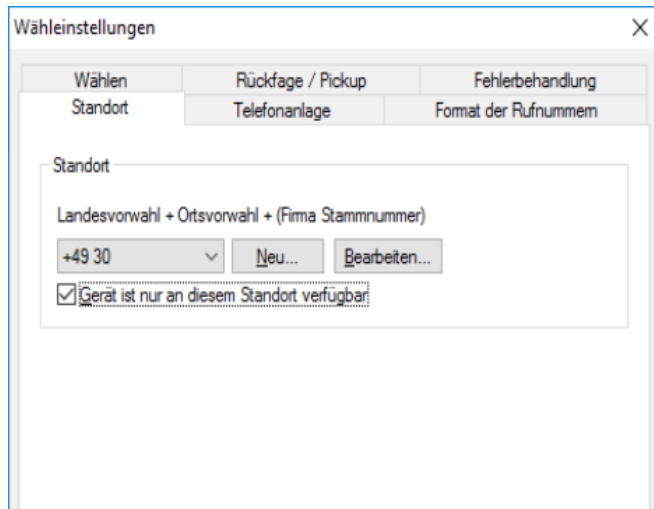 Wähleinstellungen
Wählen Rückfage / Pickup Fehlerbehandlung
Standort Telefonanlage Format der Rufnummern
Standort
Landesvorwahl + Ortsvorwahl + (Firma Stammnummer)
+49 30 Neu... Bearbeiten...
Gerät ist nur an diesem Standort verfügbar